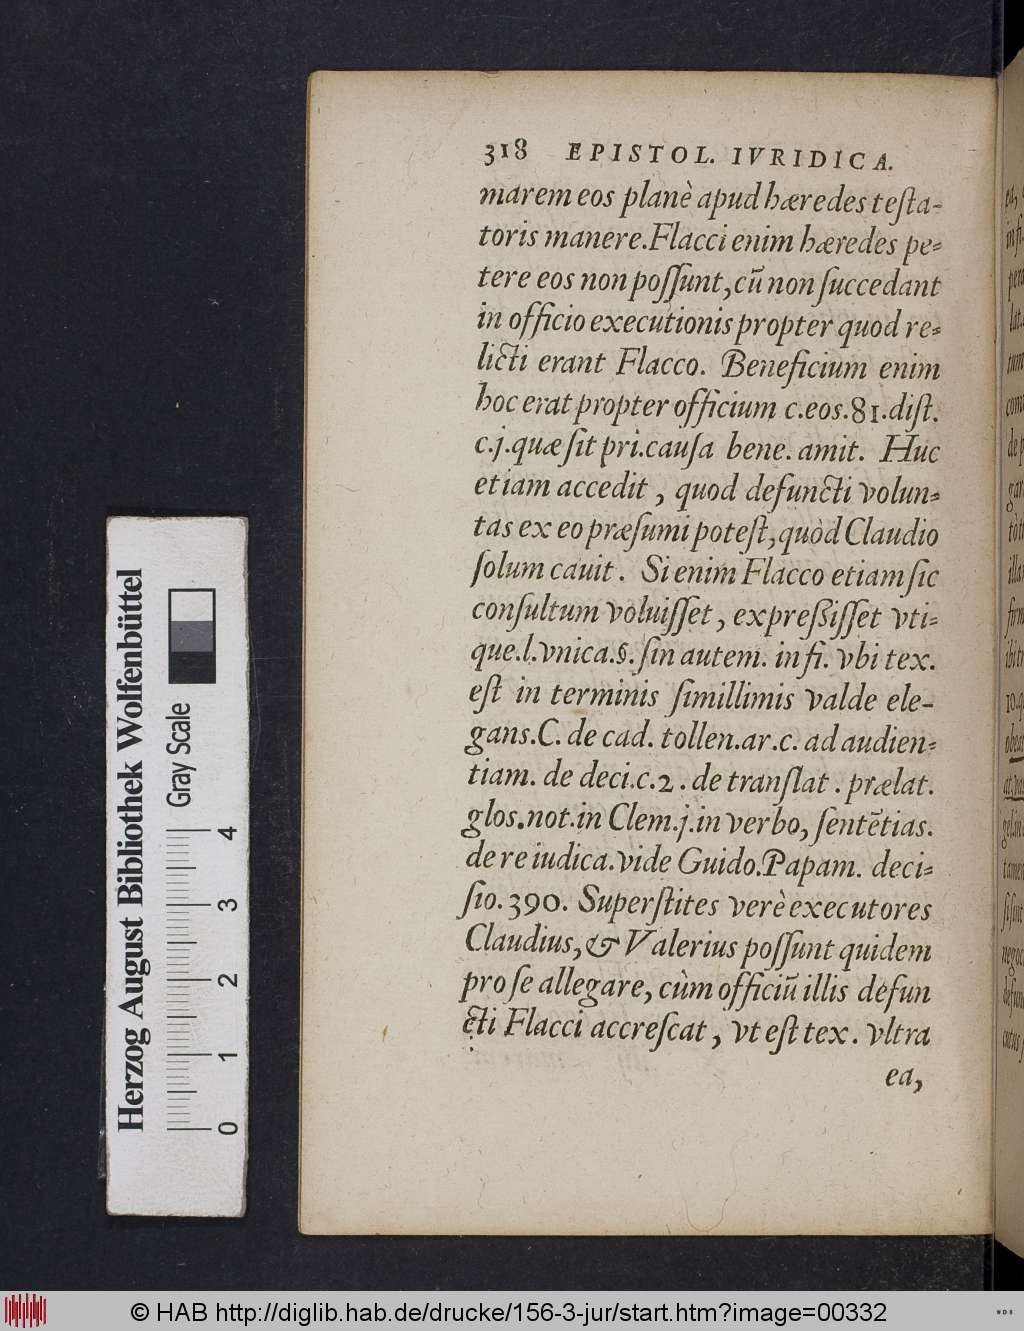 318 EPISTOL. IVRIDICA.
marem eos planè apud hæredes testa-
toris manere. Flacci enim hæredes pe-
tere eos non poſſunt, cũ non ſuccedant
in officio executionis propter quod re-
licti erant Flacco. Beneficium enim
hoc erat propter officium c.eos.81.diſt.
c.j.quæ ſit pri.cauſa bene. amit. Huc
etiam accedit, quod defuncti volun-
tas ex eo præſumi poteſt, quòd Claudio
ſolum cauit. Si enim Flacco etiam ſic
conſultum voluiſſet, expreßiſſet vti-
que.l.vnica.§. ſin autem. in fi. vbi tex.
eſt in terminis ſimillimis valde ele-
gans.C. de cad. tollen.ar.c. ad audien-
tiam. de deci.c.2. de tranſlat. prælat.
glos.not.in Clem.j.in verbo, ſentẽtias.
de re iudica.vide Guido.Papam. deci-
ſio.390. Superſtites verè executores
Claudius, & Valerius poſſunt quidem
pro ſe allegare, cùm officiũ illis defun
cti Flacci accreſcat, vt eſt tex. vltra
ea,
Herzog August Bibliothek Wolfenbüttel
Gray Scale
0 1 2 3 4
© HAB http://diglib.hab.de/drucke/156-3-jur/start.htm?image=00332